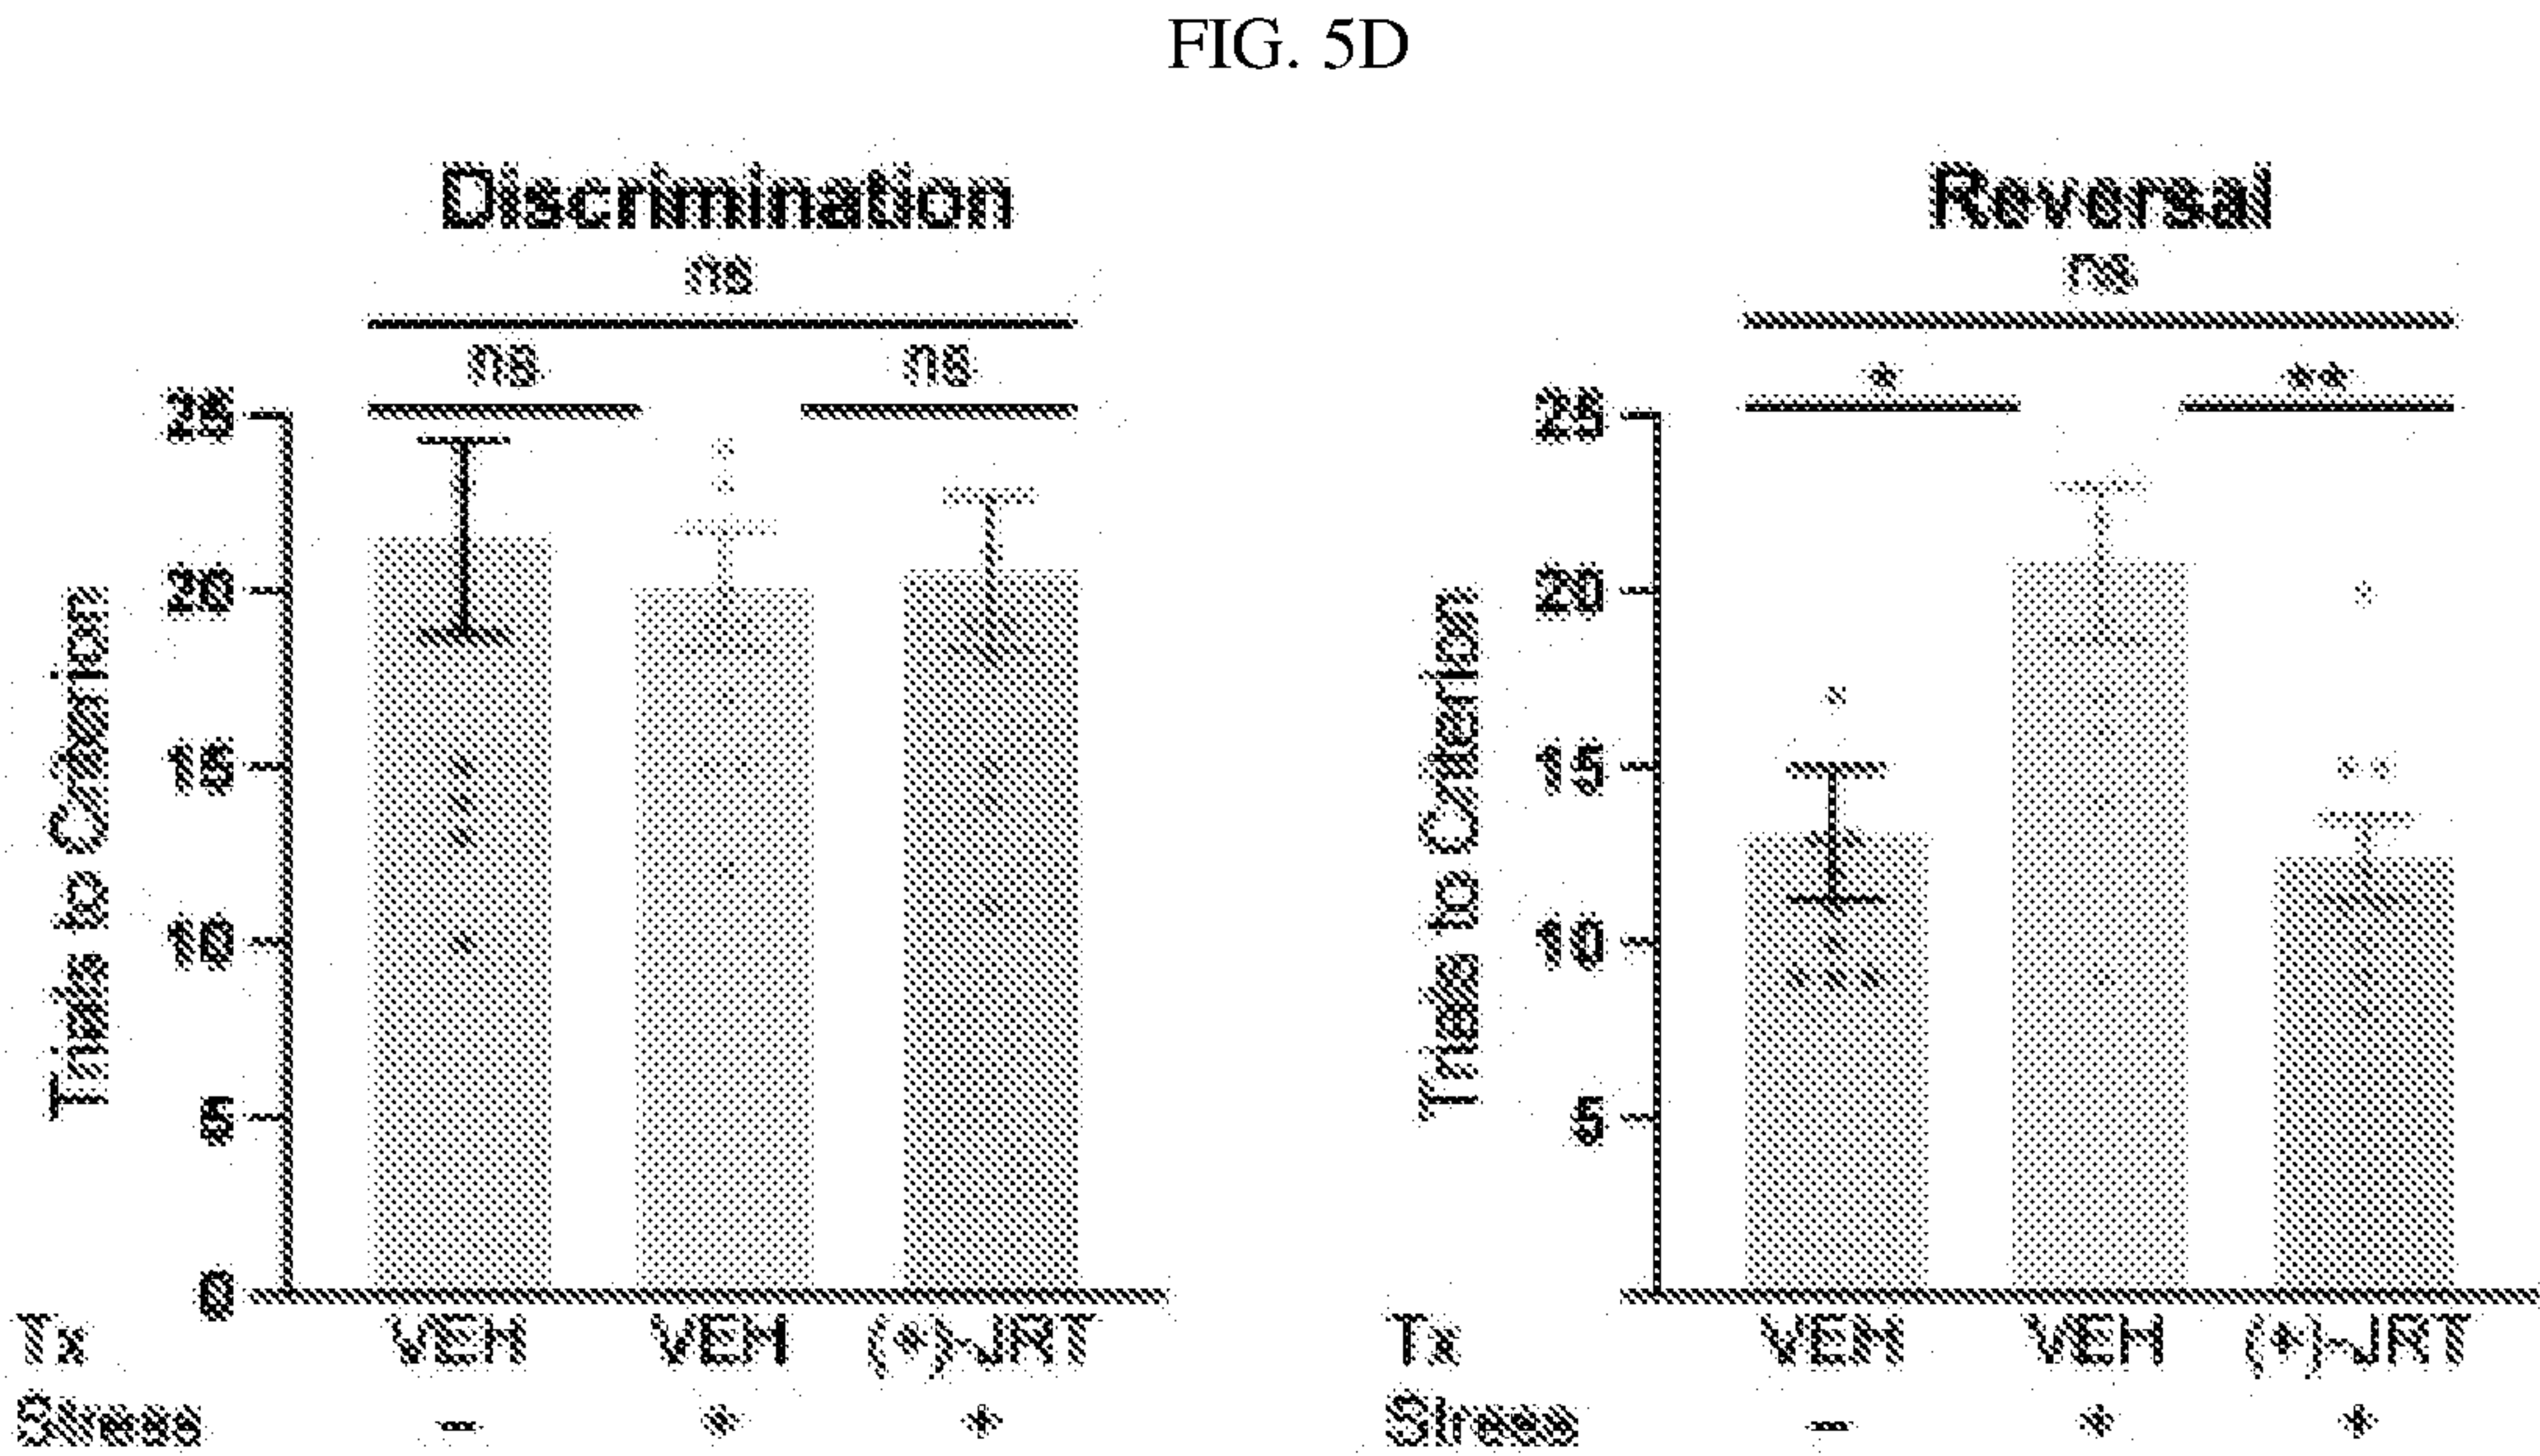 FIG. 5D
Discrimination
ns
ns ns
25
20
15
10
5
0
Trials to Criterion
Tx VEH VEH (+)-JRT
Stress - + +
Reversal
ns
* **
25
20
15
10
5
Trials to Criterion
Tx VEH VEH (+)-JRT
Stress - + +